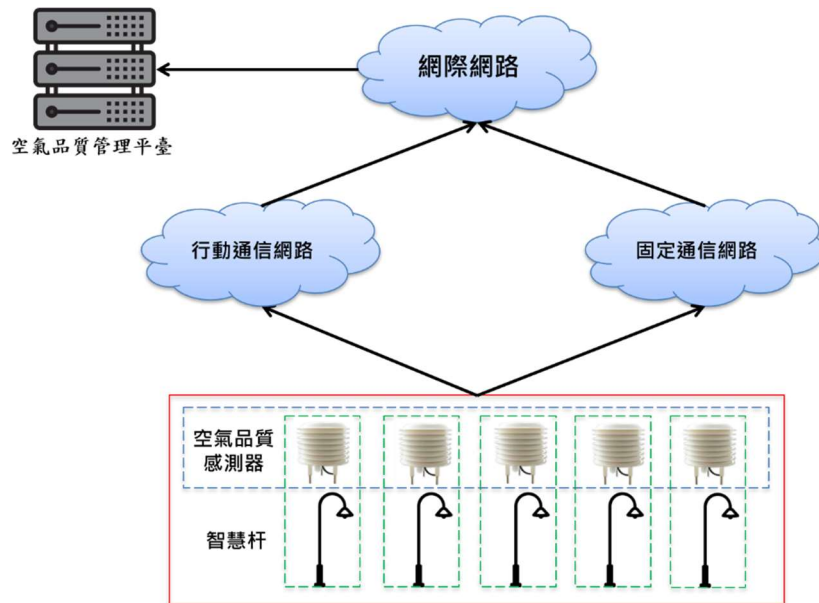 網際網路
空氣品質管理平臺
行動通信網路
固定通信網路
空氣品質
感測器
智慧杆